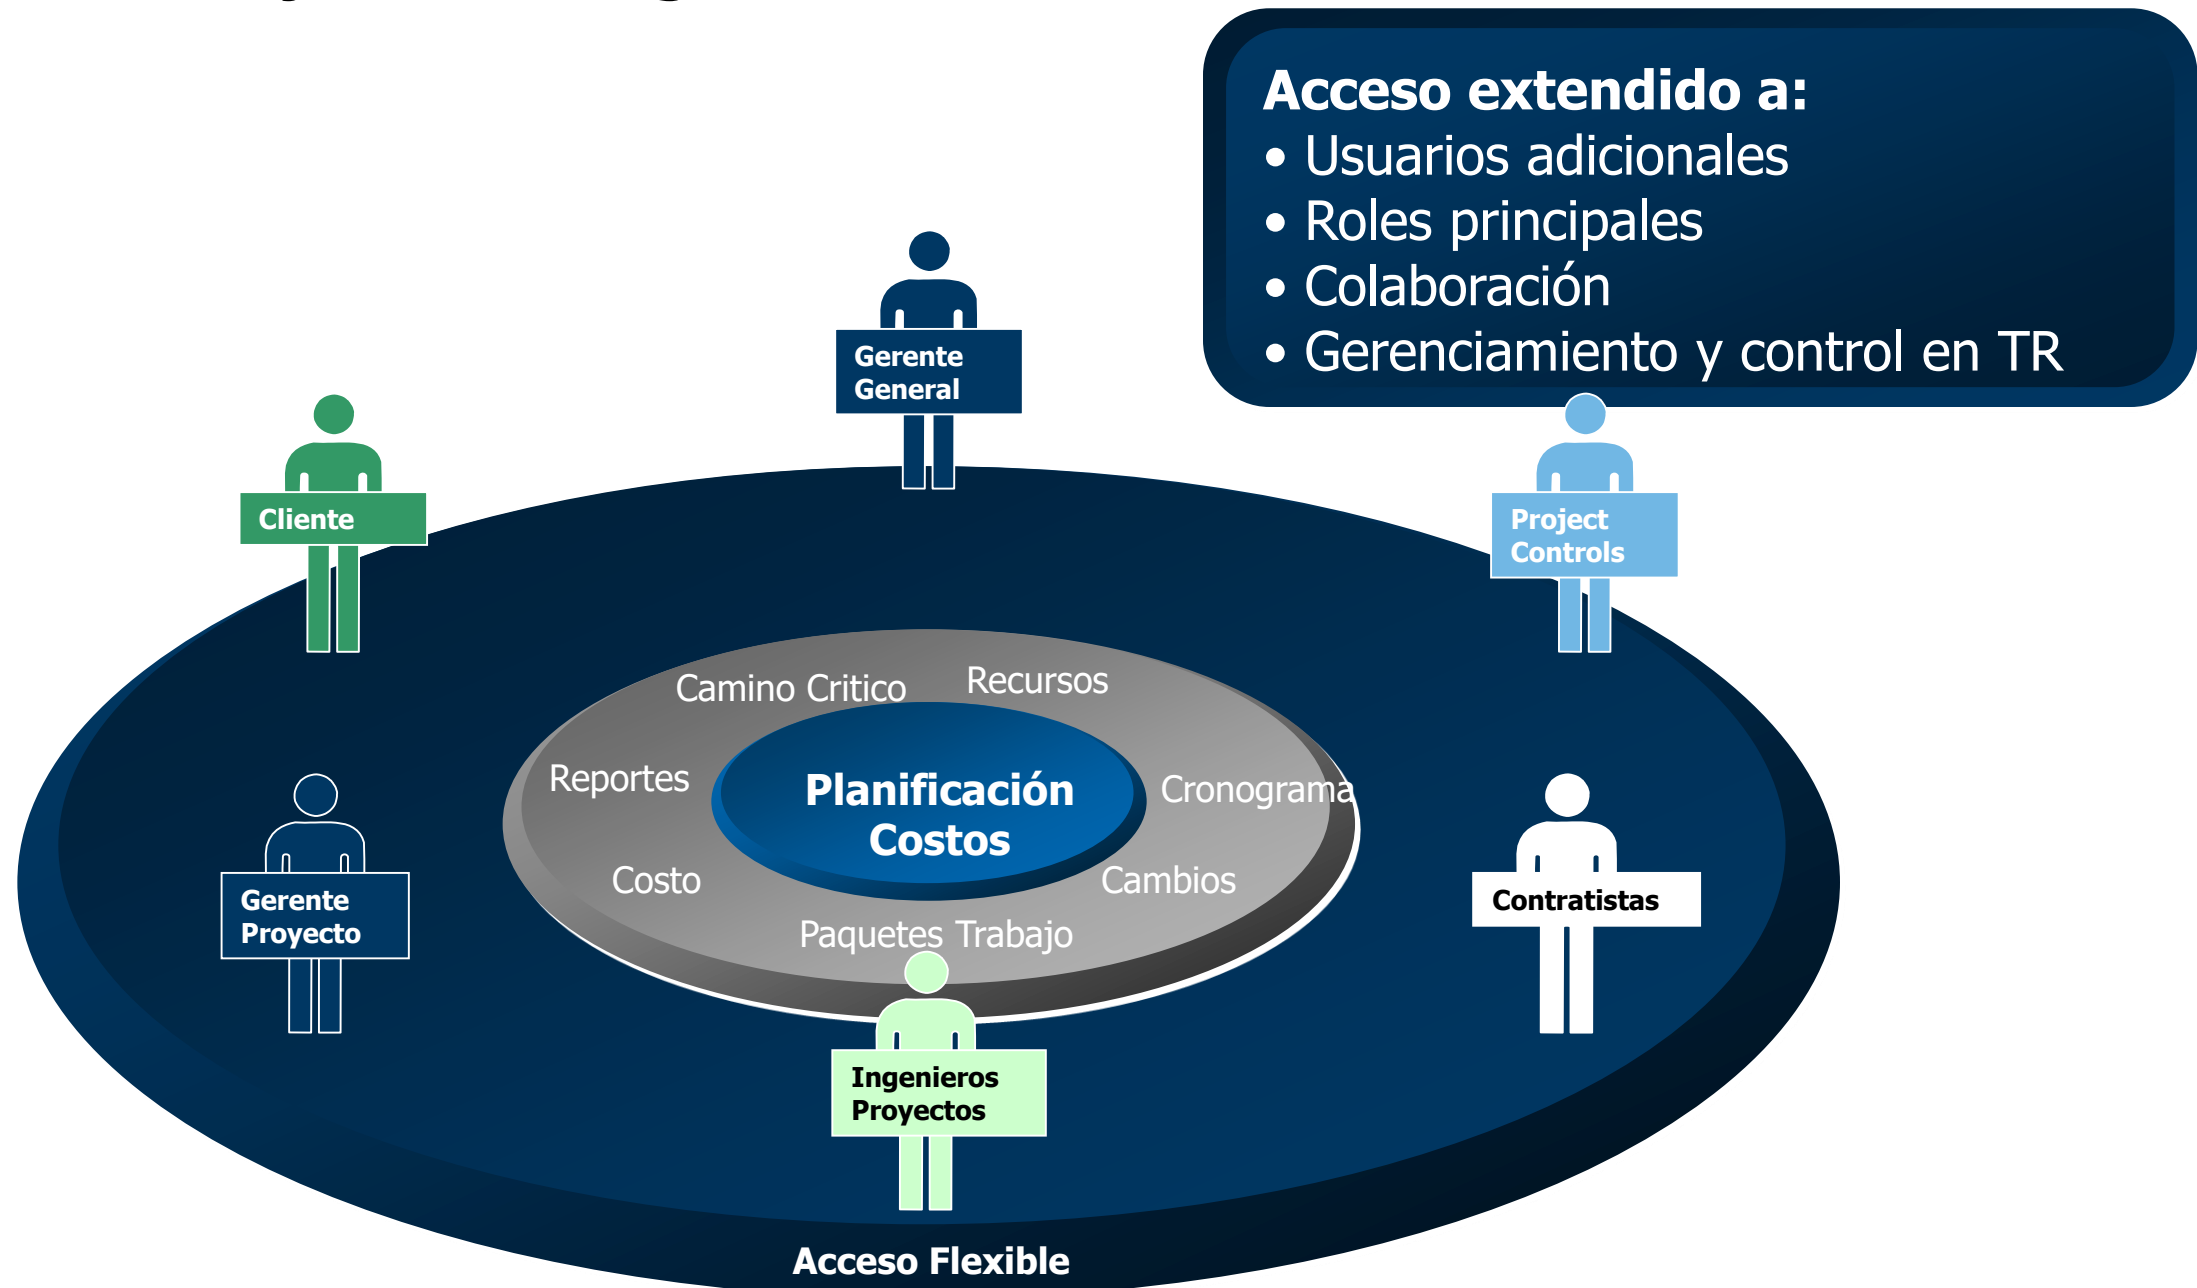 Acceso extendido a:
• Usuarios adicionales
• Roles principales
• Colaboración
• Gerenciamiento y control en TR
Gerente
General
Cliente
Project
Controls
Camino Critico
Recursos
Reportes
Planificación
Costos
Cronograma
Costo
Cambios
Paquetes Trabajo
Gerente
Proyecto
Contratistas
Ingenieros
Proyectos
Acceso Flexible